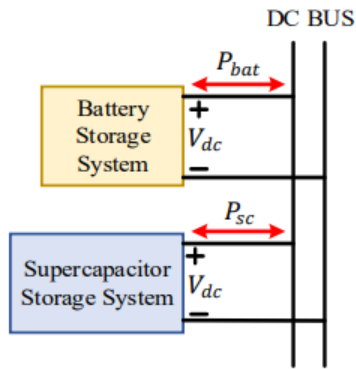 DC BUS
P_bat
Battery
Storage
System
+
V_dc
−
P_sc
Supercapacitor
Storage System
+
V_dc
−